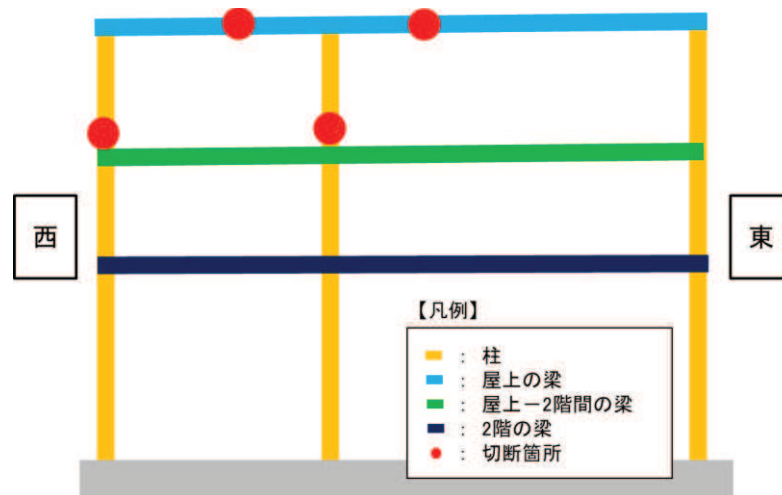 西
東
【凡例】
： 柱
： 屋上の梁
： 屋上－2階間の梁
： 2階の梁
： 切断箇所